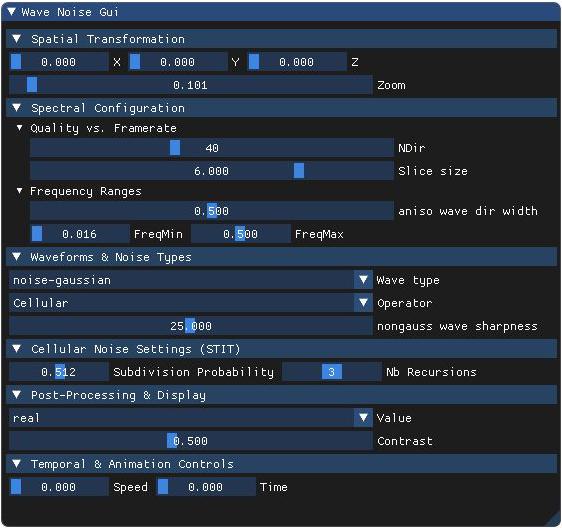 Wave Noise Gui
Spatial Transformation
0.000 X 0.000 Y 0.000 Z
0.101 Zoom
Spectral Configuration
Quality vs. Framerate
40 NDir
6.000 Slice size
Frequency Ranges
0.500 aniso wave dir width
0.016 FreqMin 0.500 FreqMax
Waveforms & Noise Types
noise-gaussian Wave type
Cellular Operator
25.000 nongauss wave sharpness
Cellular Noise Settings (STIT)
0.512 Subdivision Probability 3 Nb Recursions
Post-Processing & Display
real Value
0.500 Contrast
Temporal & Animation Controls
0.000 Speed 0.000 Time